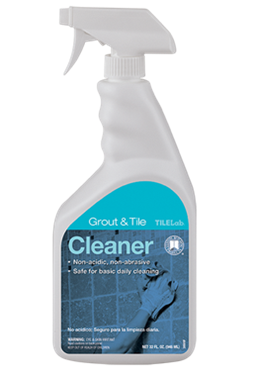 Grout & Tile TILELab.
Cleaner
• Non-acidic, non-abrasive
• Safe for basic daily cleaning
No-acídico: Seguro para la limpieza diaria.
WARNING:
NET 32 FL. OZ. (946 ML)